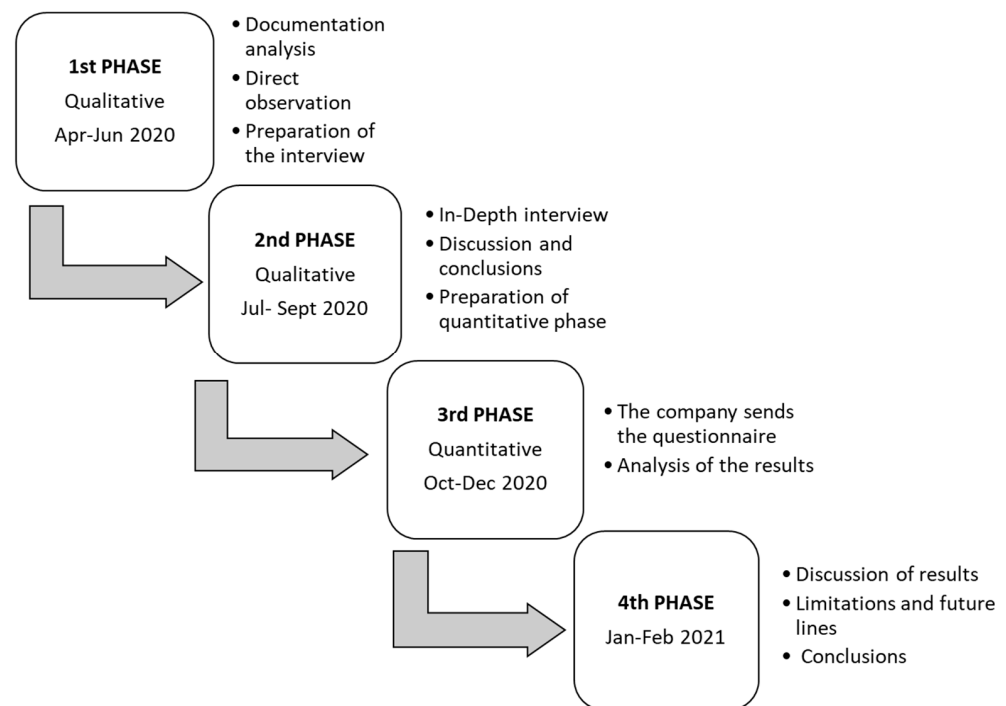 1st PHASE
Qualitative
Apr-Jun 2020
• Documentation
analysis
• Direct
observation
• Preparation of
the interview
2nd PHASE
Qualitative
Jul- Sept 2020
• In-Depth interview
• Discussion and
conclusions
• Preparation of
quantitative phase
3rd PHASE
Quantitative
Oct-Dec 2020
• The company sends
the questionnaire
• Analysis of the results
4th PHASE
Jan-Feb 2021
• Discussion of results
• Limitations and future
lines
• Conclusions